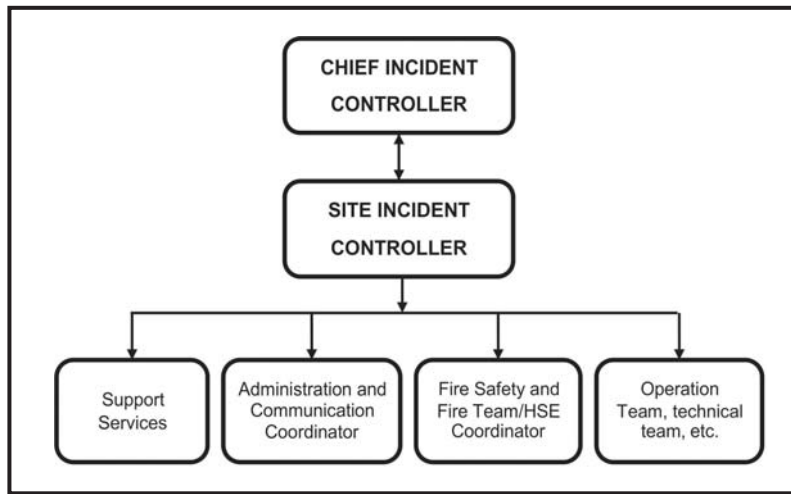 CHIEF INCIDENT
CONTROLLER
SITE INCIDENT
CONTROLLER
Support
Services
Administration and
Communication
Coordinator
Fire Safety and
Fire Team/HSE
Coordinator
Operation
Team, technical
team, etc.